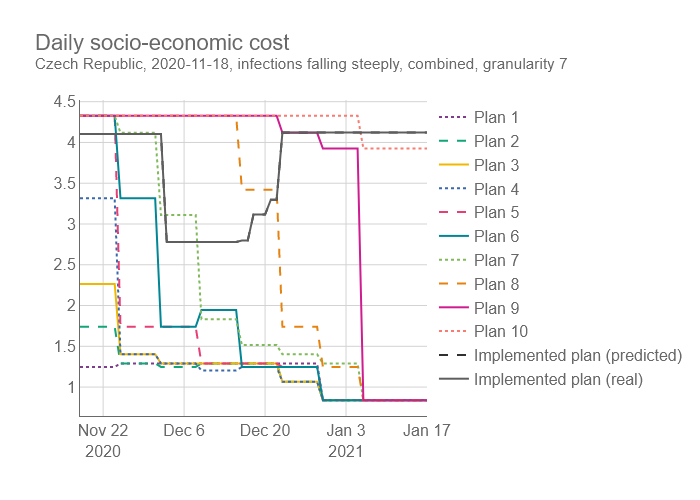 Daily socio-economic cost
Czech Republic, 2020-11-18, infections falling steeply, combined, granularity 7
4.5
4
3.5
3
2.5
2
1.5
1
Nov 22
2020
Dec 6
Dec 20
Jan 3
2021
Jan 17
Plan 1
Plan 2
Plan 3
Plan 4
Plan 5
Plan 6
Plan 7
Plan 8
Plan 9
Plan 10
Implemented plan (predicted)
Implemented plan (real)